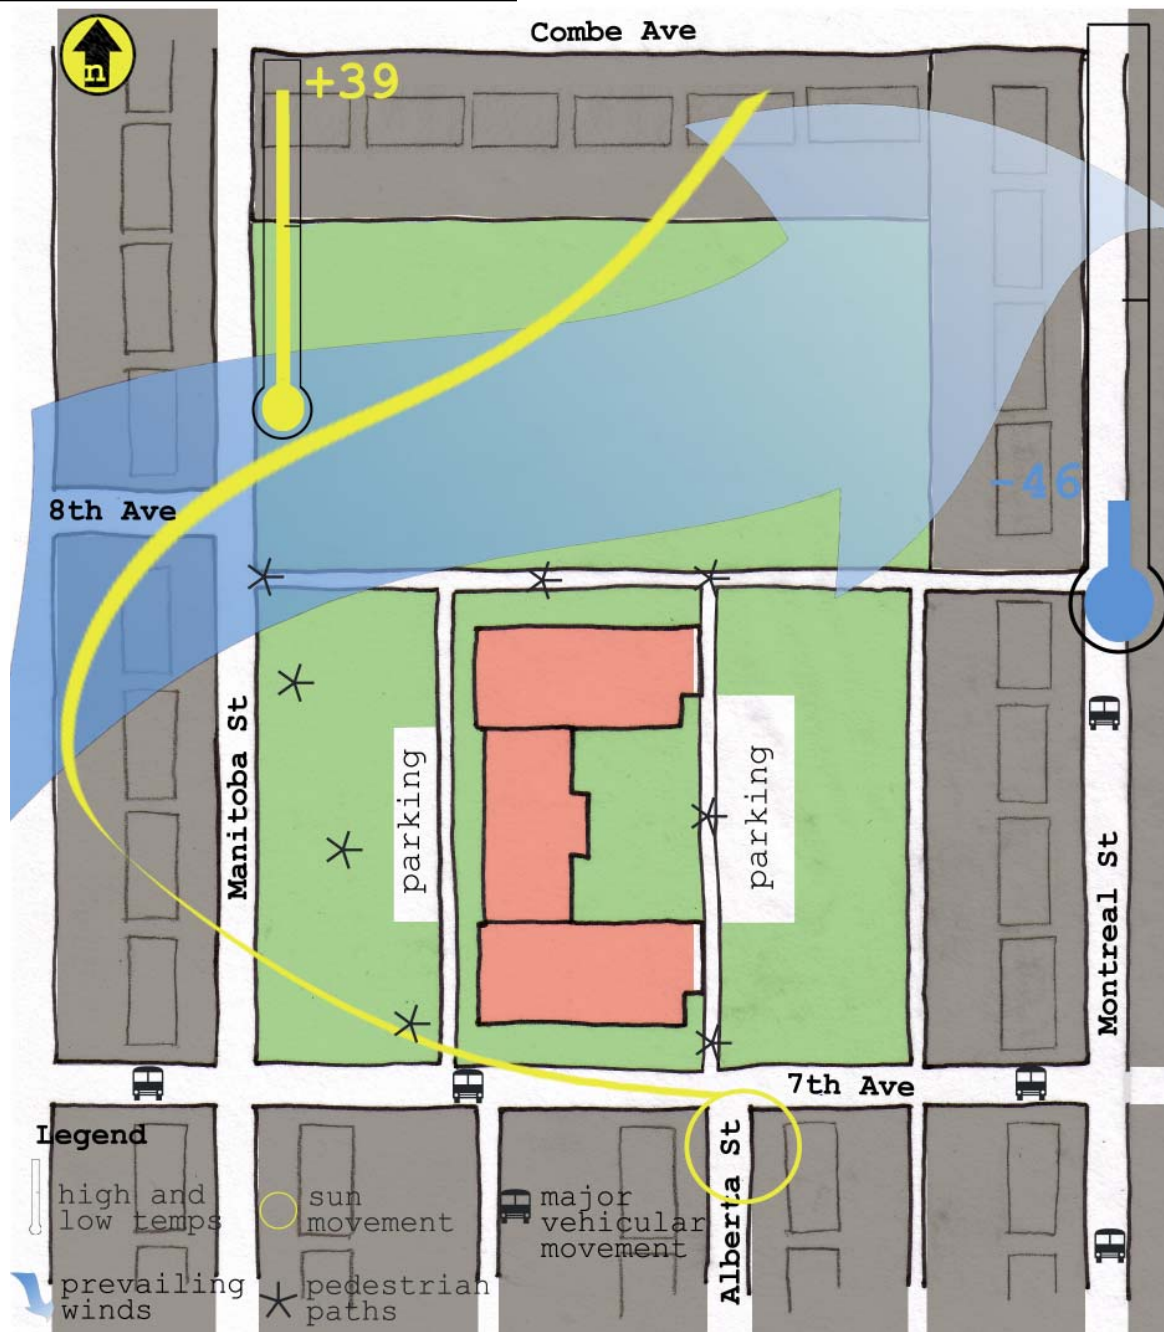 Combe Ave
n
+39
-46
8th Ave
Manitoba St
parking
parking
Montreal St
7th Ave
Alberta St
Legend
high and
low temps
sun
movement
major
vehicular
movement
prevailing
winds
pedestrian
paths